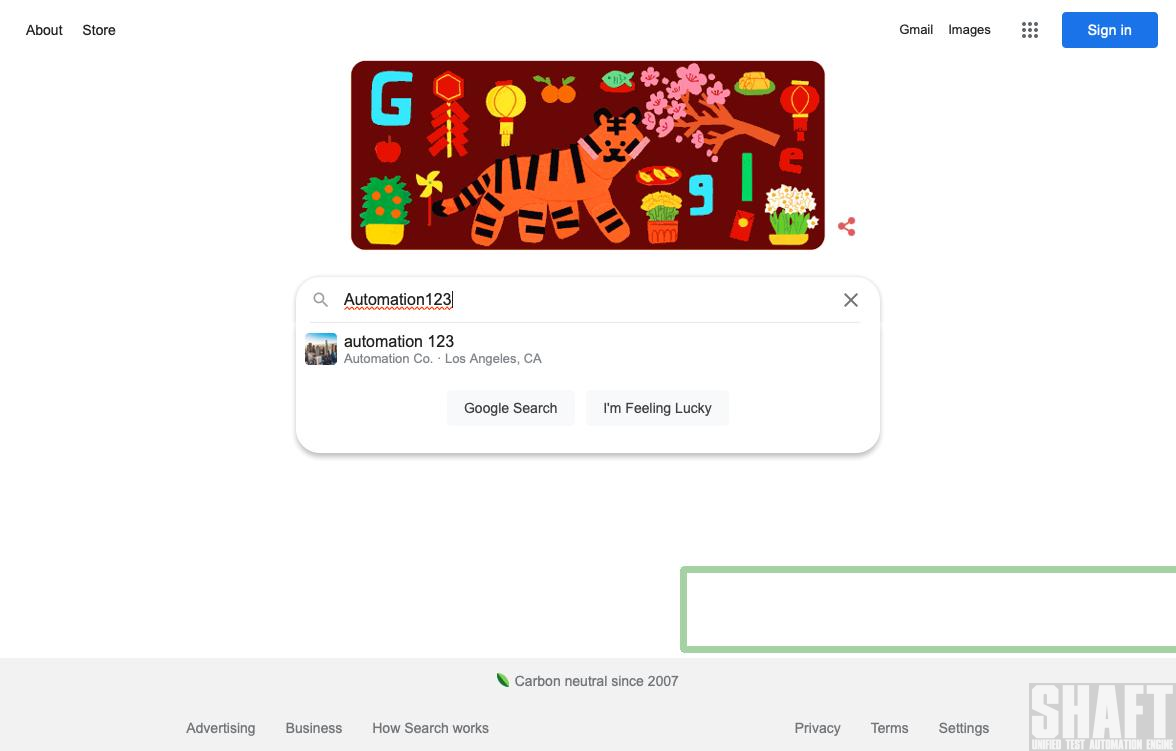 About Store Gmail Images Sign in
G g l e
Automation123
automation 123
Automation Co. · Los Angeles, CA
Google Search I'm Feeling Lucky
Carbon neutral since 2007
Advertising Business How Search works Privacy Terms Settings
SHAFT
UNIFIED TEST AUTOMATION ENGINE